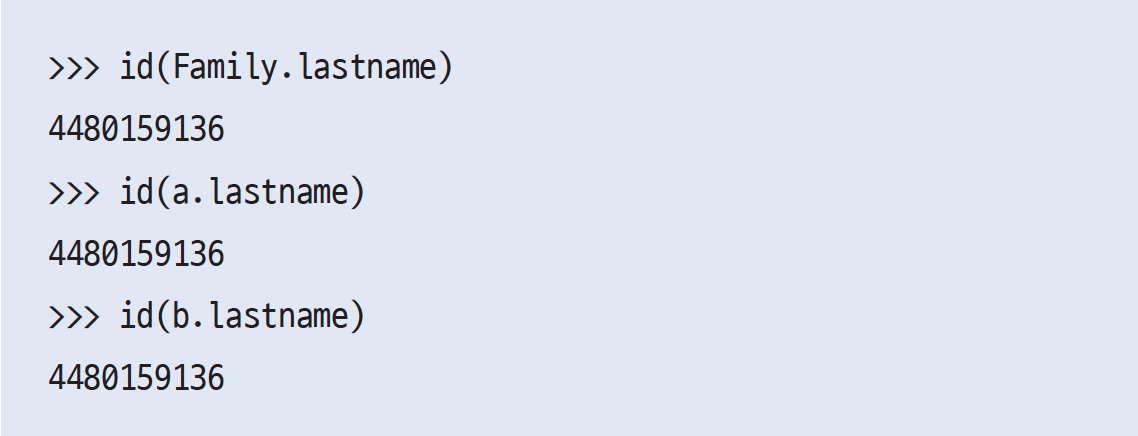 >>> id(Family.lastname)
4480159136
>>> id(a.lastname)
4480159136
>>> id(b.lastname)
4480159136